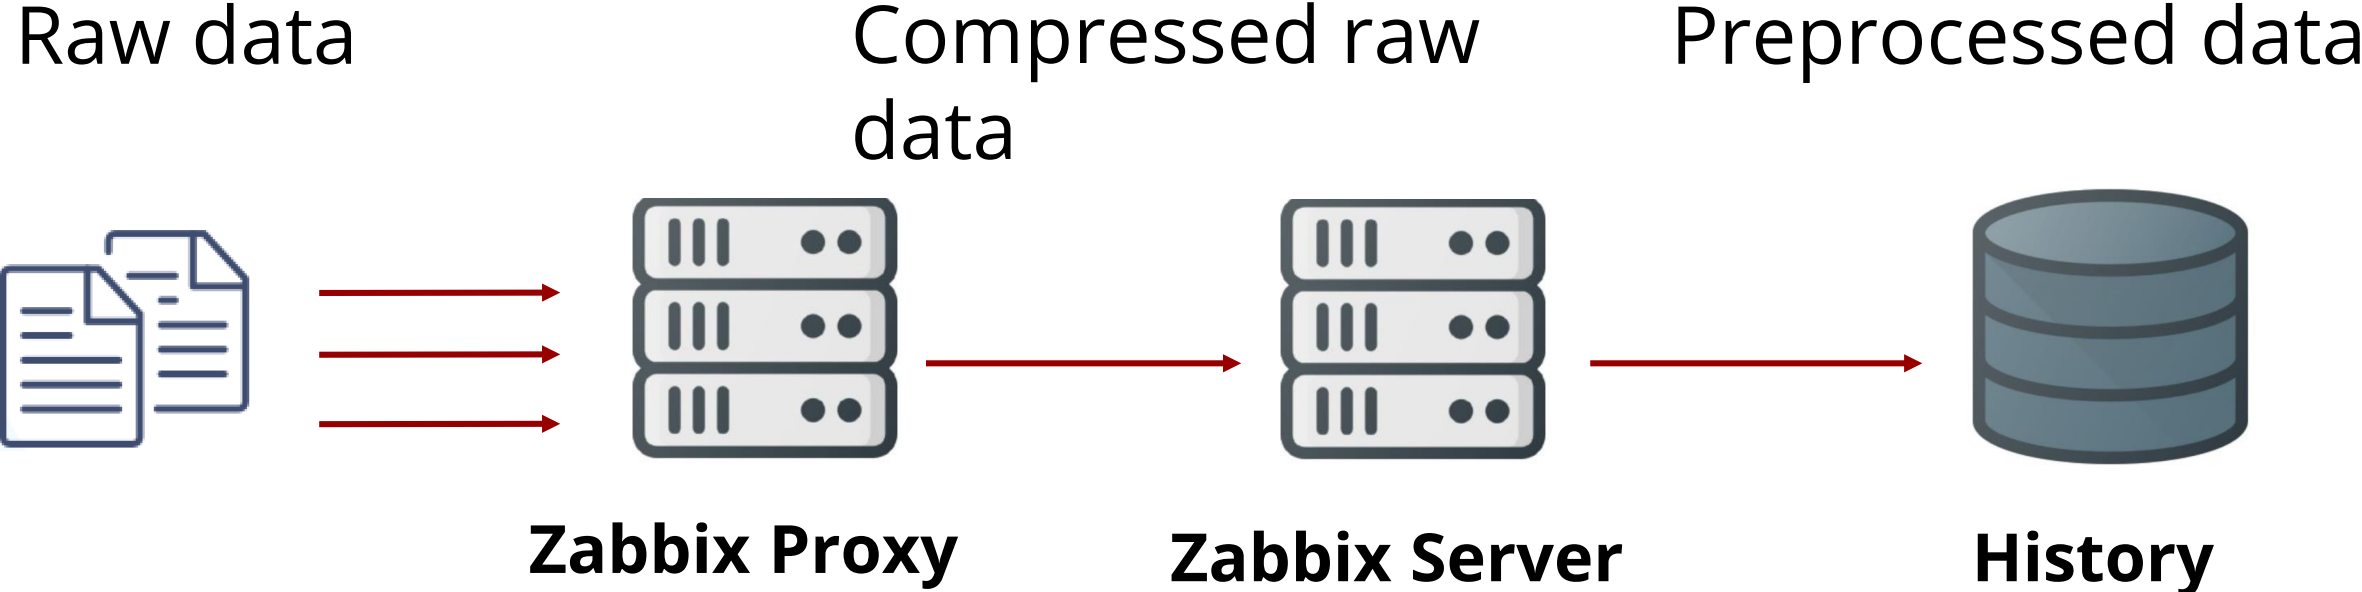 Raw data
Compressed raw
data
Preprocessed data
Zabbix Proxy
Zabbix Server
History